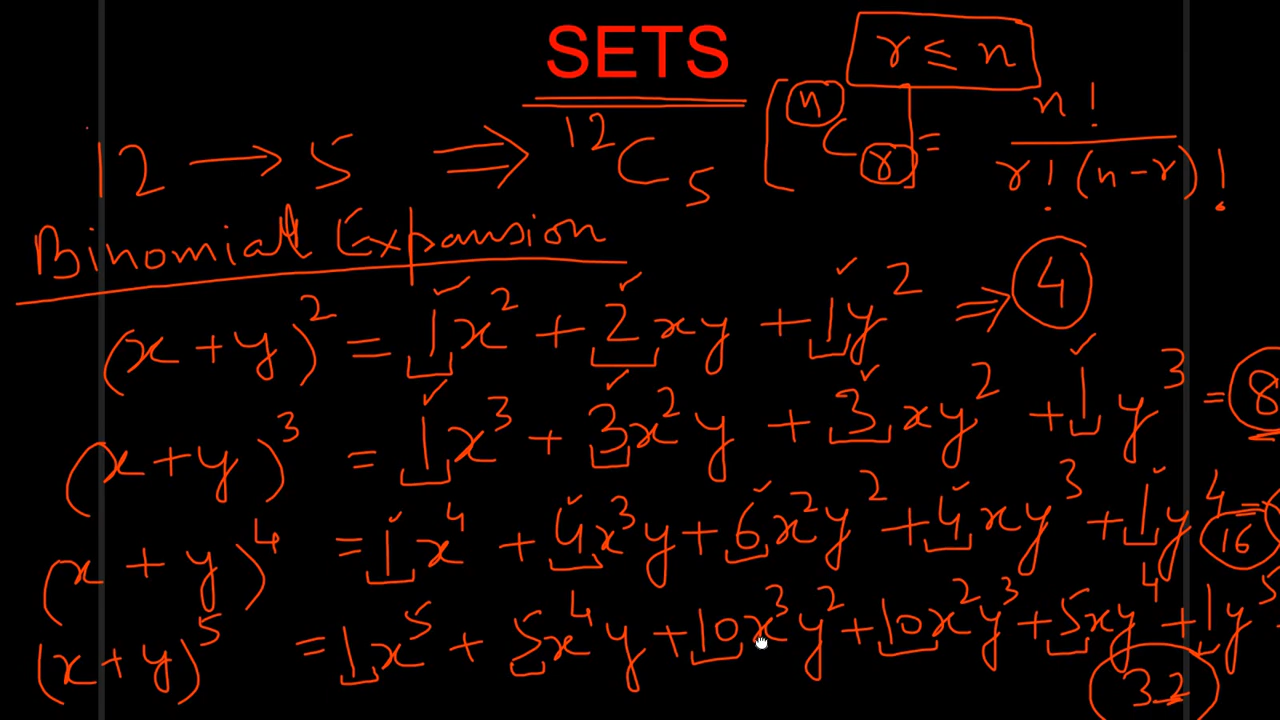 SETS
r ≤ n
12 → 5 ⇒ ¹²C₅ [ⁿCᵣ] = n! / r! (n-r)!
Binomial Expansion
(x+y)² = 1x² + 2xy + 1y² ⇒ 4
(x+y)³ = 1x³ + 3x²y + 3xy² + 1y³ = 8
(x+y)⁴ = 1x⁴ + 4x³y + 6x²y² + 4xy³ + 1y⁴ = 16
(x+y)⁵ = 1x⁵ + 5x⁴y + 10x³y² + 10x²y³ + 5xy⁴ + 1y⁵
32